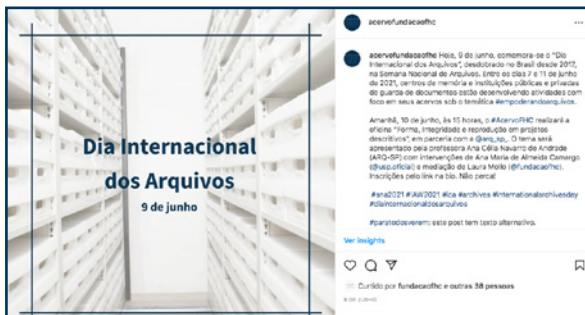 Dia Internacional
dos Arquivos
9 de junho
acervofundacaofhc
acervofundacaofhc Hoje, 9 de junho, comemora-se o "Dia
Internacional dos Arquivos", desdobrado no Brasil desde 2017,
na Semana Nacional de Arquivos. Entre os dias 7 e 11 de junho
de 2021, centros de memória e instituições públicas e privadas
de guarda de documentos estão desenvolvendo atividades com
foco em seus acervos sob o temática #empoderandoarquivos.
Amanhã, 10 de junho, às 15 horas, o #AcervoFHC realizará a
oficina "Forma, integridade e reprodução em projetos
descritivos", em parceria com a @arq_sp_. O tema será
apresentado pela professora Ana Célia Navarro de Andrade
(ARQ-SP) com intervenções de Ana Maria de Almeida Camargo
(@usp.oficial) e mediação de Laura Mollo (@fundacaofhc).
Inscrições pelo link na bio. Não perca!
#sna2021 #IAW2021 #ica #archives #internationalarchivesday
#diainternacionaldosarquivos
#paratodosverem: este post tem texto alternativo.
Ver insights
Curtido por fundacaofhc e outras 38 pessoas
9 DE JUNHO